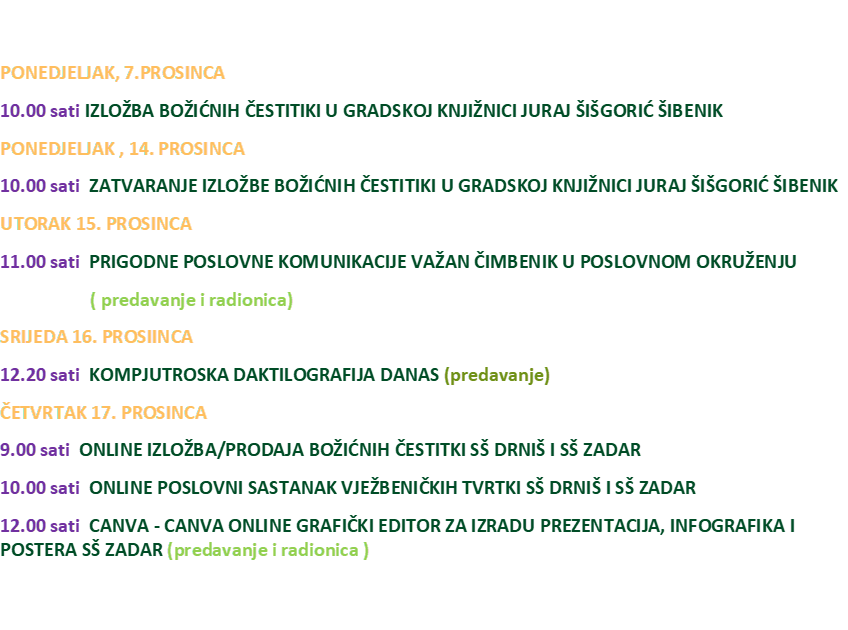 PONEDJELJAK, 7.PROSINCA
10.00 sati IZLOŽBA BOŽIĆNIH ČESTITIKI U GRADSKOJ KNJIŽNICI JURAJ ŠIŠGORIĆ ŠIBENIK
PONEDJELJAK , 14. PROSINCA
10.00 sati ZATVARANJE IZLOŽBE BOŽIĆNIH ČESTITIKI U GRADSKOJ KNJIŽNICI JURAJ ŠIŠGORIĆ ŠIBENIK
UTORAK 15. PROSINCA
11.00 sati PRIGODNE POSLOVNE KOMUNIKACIJE VAŽAN ČIMBENIK U POSLOVNOM OKRUŽENJU
( predavanje i radionica)
SRIJEDA 16. PROSIINCA
12.20 sati KOMPJUTROSKA DAKTILOGRAFIJA DANAS (predavanje)
ČETVRTAK 17. PROSINCA
9.00 sati ONLINE IZLOŽBA/PRODAJA BOŽIĆNIH ČESTITKI SŠ DRNIŠ I SŠ ZADAR
10.00 sati ONLINE POSLOVNI SASTANAK VJEŽBENIČKIH TVRTKI SŠ DRNIŠ I SŠ ZADAR
12.00 sati CANVA - CANVA ONLINE GRAFIČKI EDITOR ZA IZRADU PREZENTACIJA, INFOGRAFIKA I
POSTERA SŠ ZADAR (predavanje i radionica )